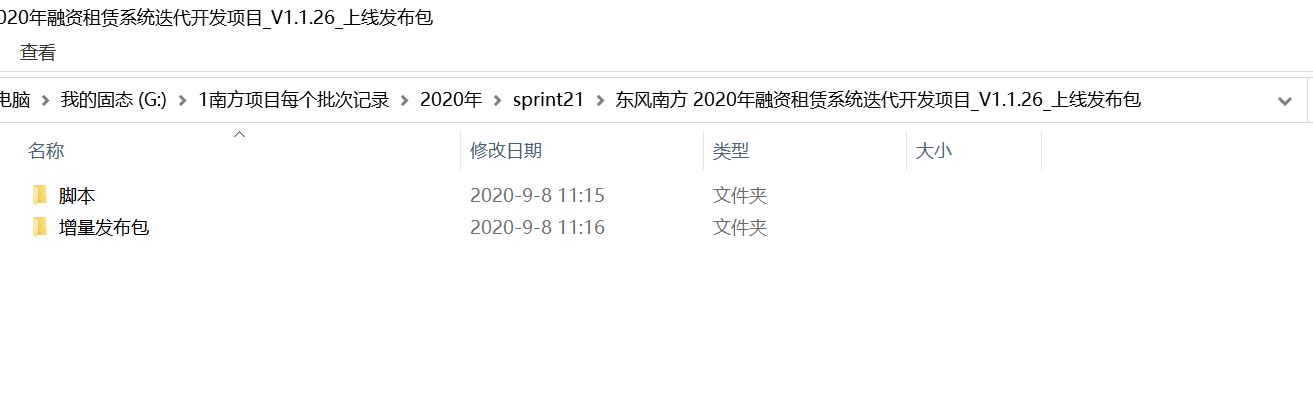 020年融资租赁系统迭代开发项目_V1.1.26_上线发布包
查看
电脑 我的固态 (G:) 1南方项目每个批次记录 2020年 sprint21 东风南方 2020年融资租赁系统迭代开发项目_V1.1.26_上线发布包
名称 修改日期 类型 大小
脚本 2020-9-8 11:15 文件夹
增量发布包 2020-9-8 11:16 文件夹